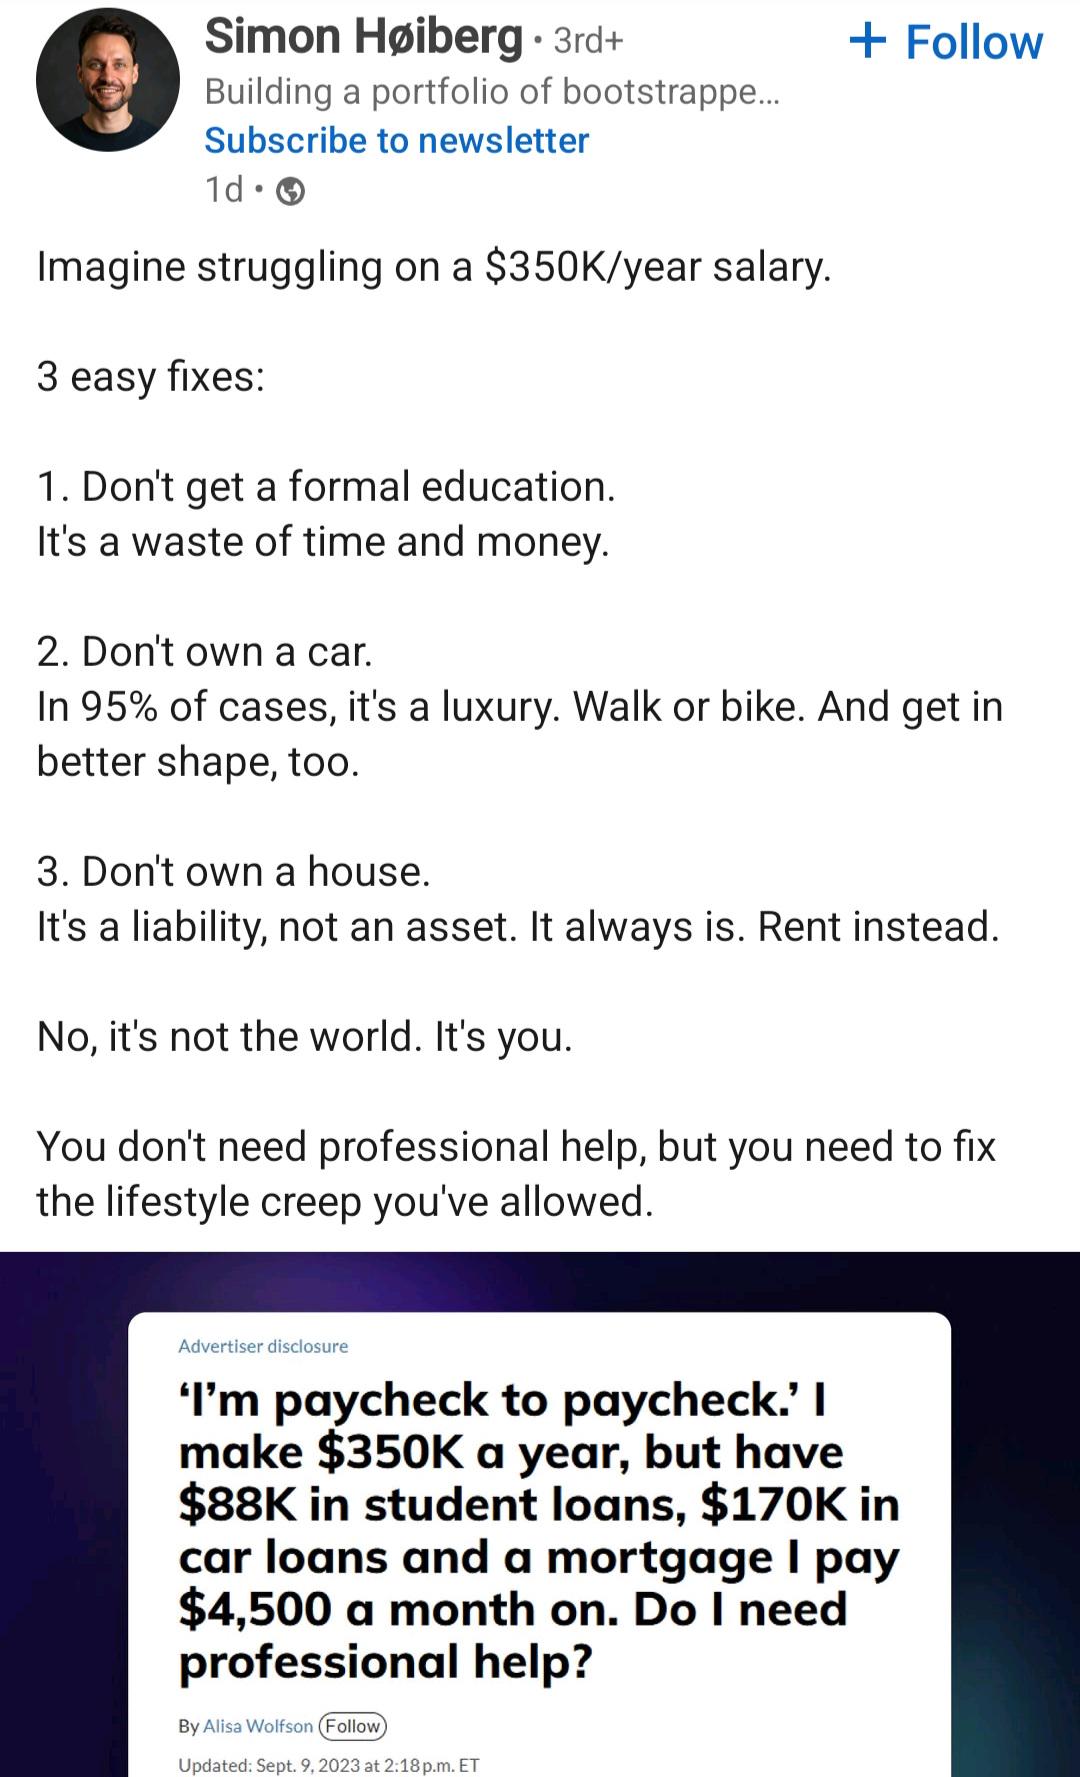 Simon Høiberg • 3rd+
+ Follow
Building a portfolio of bootstrappe...
Subscribe to newsletter
1d •
Imagine struggling on a $350K/year salary.
3 easy fixes:
1. Don't get a formal education.
It's a waste of time and money.
2. Don't own a car.
In 95% of cases, it's a luxury. Walk or bike. And get in
better shape, too.
3. Don't own a house.
It's a liability, not an asset. It always is. Rent instead.
No, it's not the world. It's you.
You don't need professional help, but you need to fix
the lifestyle creep you've allowed.
Advertiser disclosure
‘I’m paycheck to paycheck.’ I
make $350K a year, but have
$88K in student loans, $170K in
car loans and a mortgage I pay
$4,500 a month on. Do I need
professional help?
By Alisa Wolfson Follow
Updated: Sept. 9, 2023 at 2:18 p.m. ET